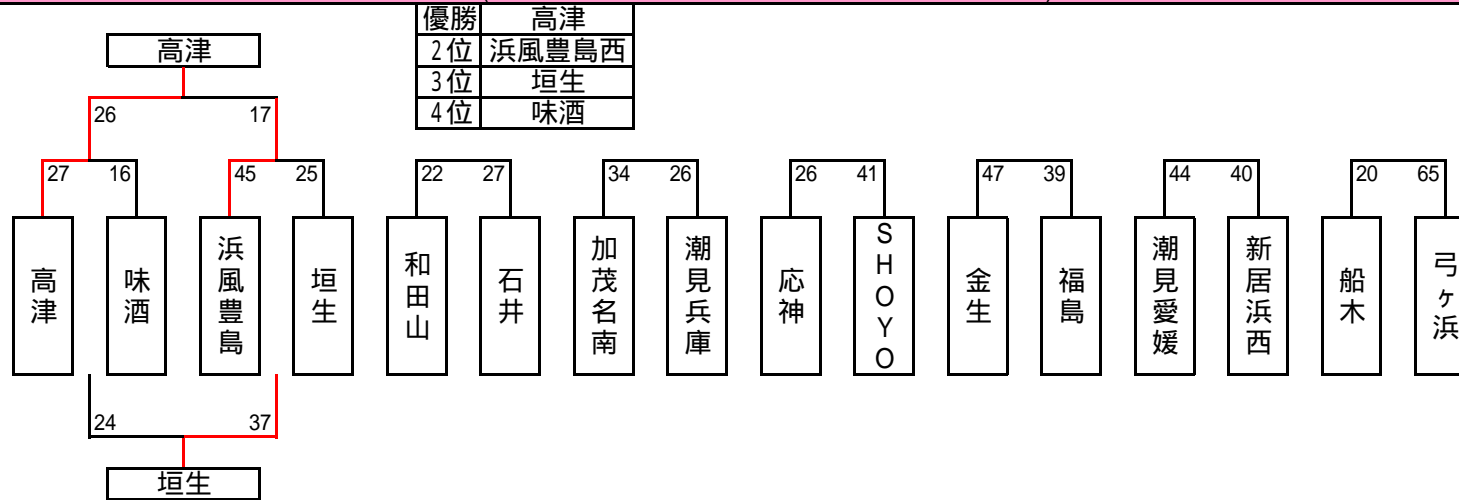 優勝 高津
2位 浜風豊島西
3位 垣生
4位 味酒
高津
26 17
27 16 45 25 22 27 34 26 26 41 47 39 44 40 20 65
高津
味酒
浜風豊島
垣生
和田山
石井
加茂名南
潮見兵庫
応神
SHOYO
金生
福島
潮見愛媛
新居浜西
船木
弓ヶ浜
24 37
垣生